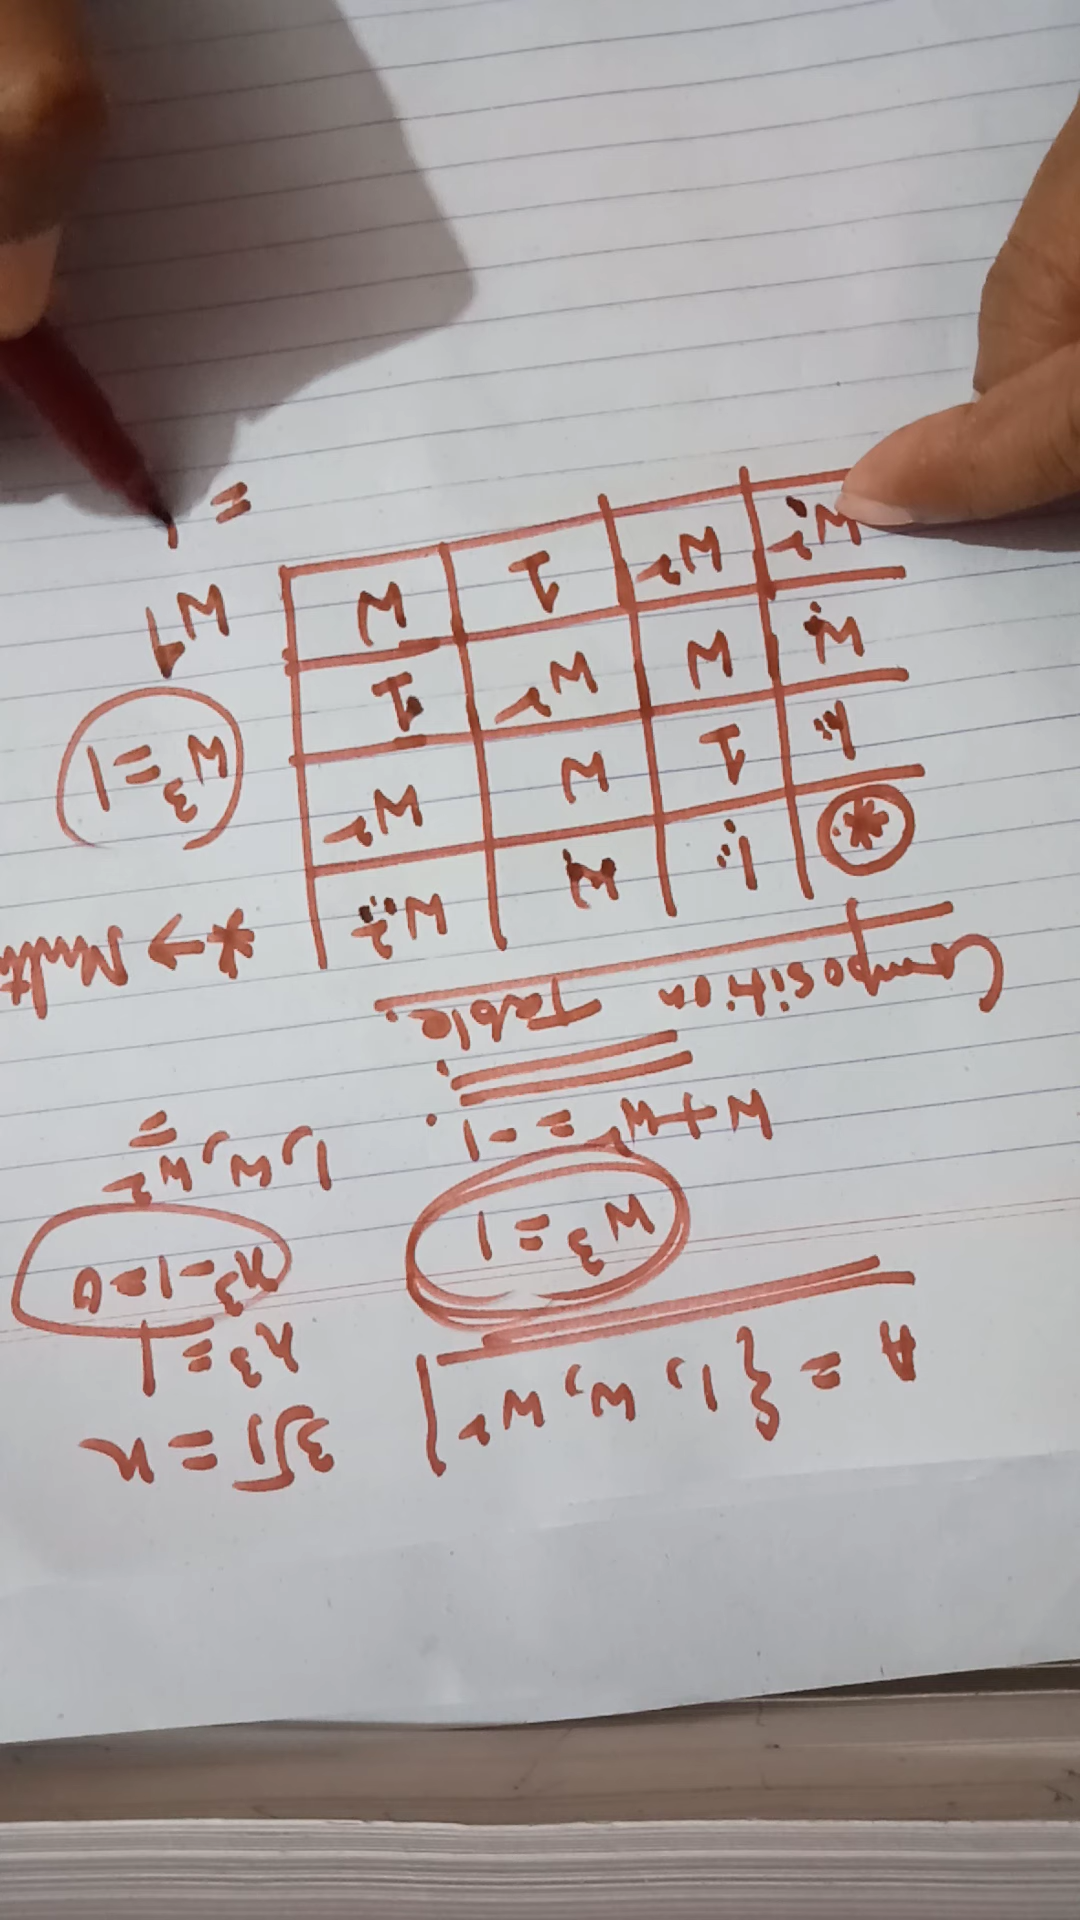 A = {1, w, w²}
∛1 = x
x³ = 1
w³ = 1
x³ - 1 = 0
w + w² = -1.
1, w, w²
=
Composition Table.
* → Mult
* 1 w w²
1 1 w w²
w w w² 1
w² w² 1 w
w³ = 1
w⁴
=